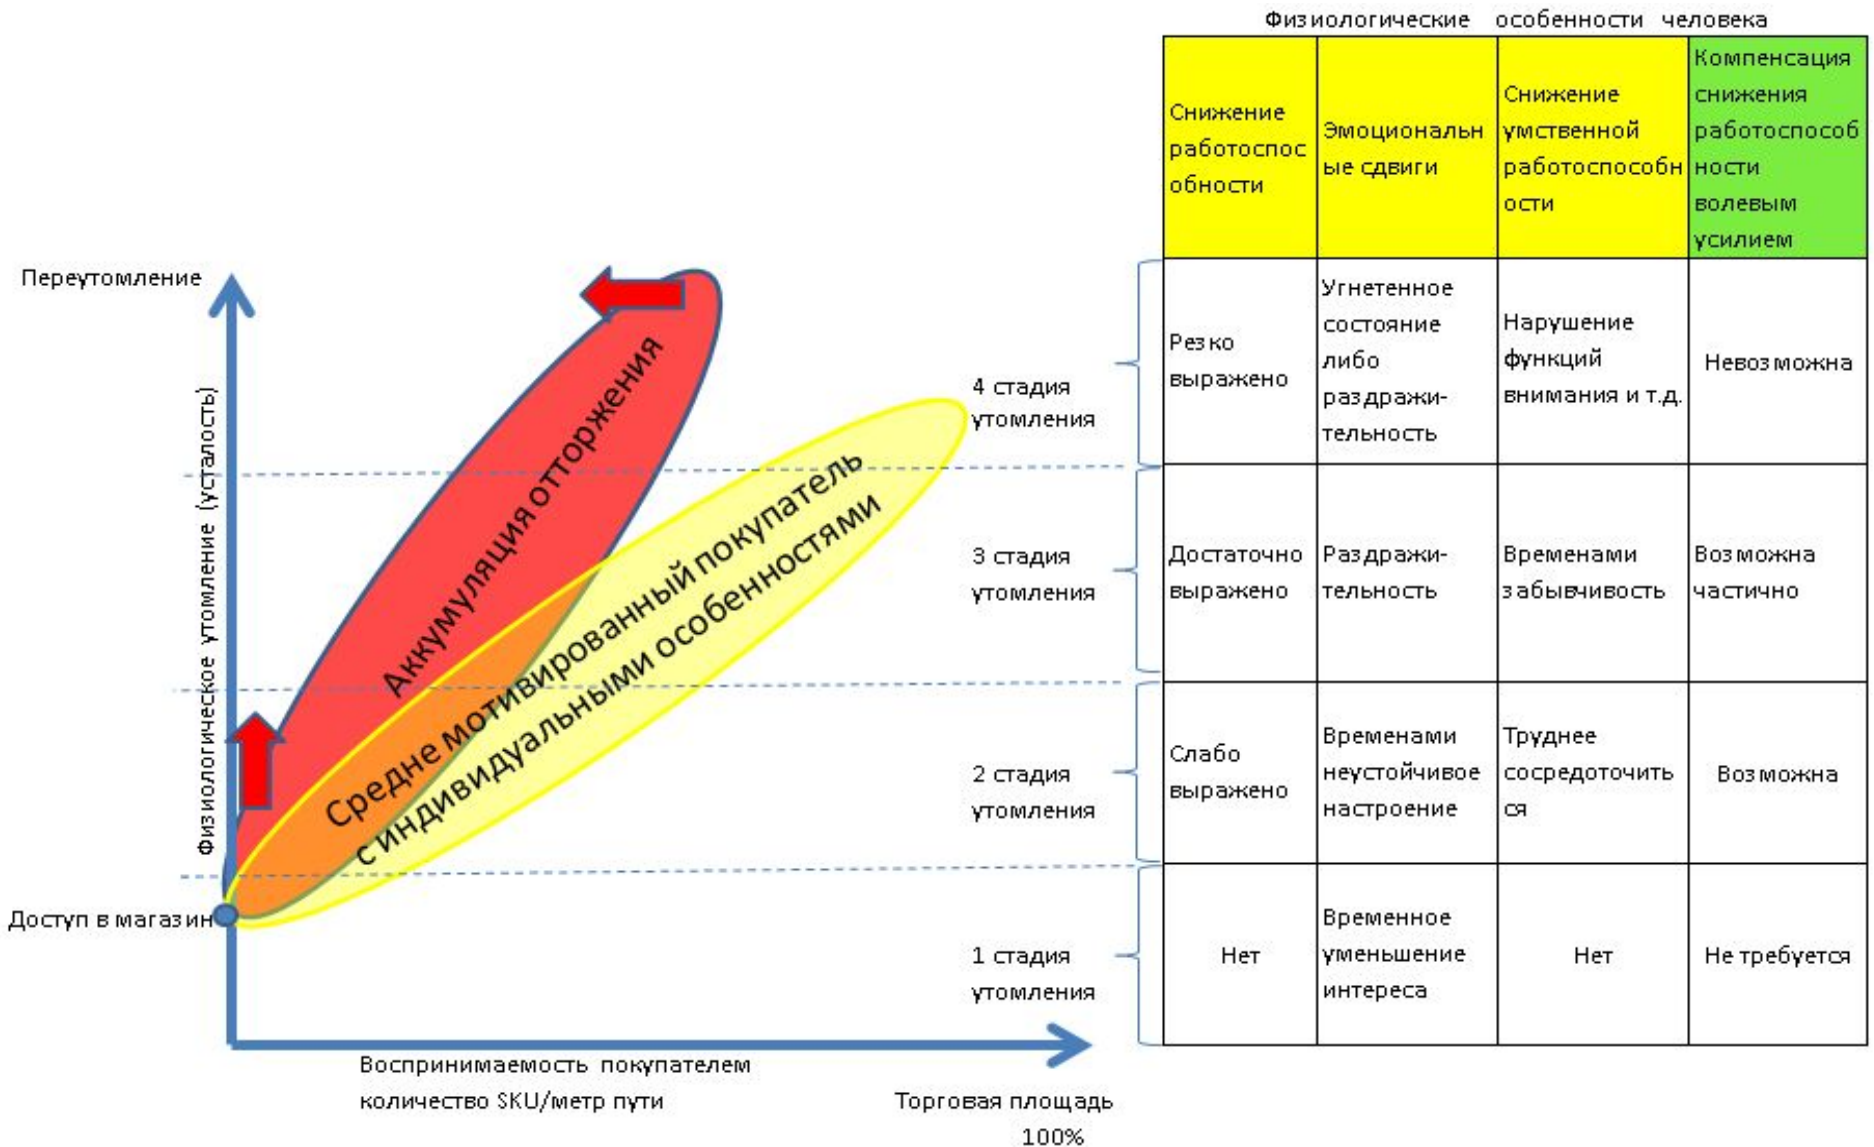 Физиологические особенности человека
Снижение
работоспос
обности
Эмоциональн
ые сдвиги
Снижение
умственной
работоспособн
ости
Компенсация
снижения
работоспособ
ности
волевым
усилием
Переутомление
Физиологическое утомление (усталость)
Доступ в магазин
Аккумуляция отторжения
Средне мотивированный покупатель
с индивидуальными особенностями
4 стадия
утомления
Резко
выражено
Угнетенное
состояние
либо
раздражи-
тельность
Нарушение
функций
внимания и т.д.
Невозможна
3 стадия
утомления
Достаточно
выражено
Раздражи-
тельность
Временами
забывчивость
Возможна
частично
2 стадия
утомления
Слабо
выражено
Временами
неустойчивое
настроение
Труднее
сосредоточить
ся
Возможна
1 стадия
утомления
Нет
Временное
уменьшение
интереса
Нет
Не требуется
Воспринимаемость покупателем
количество SKU/метр пути
Торговая площадь
100%